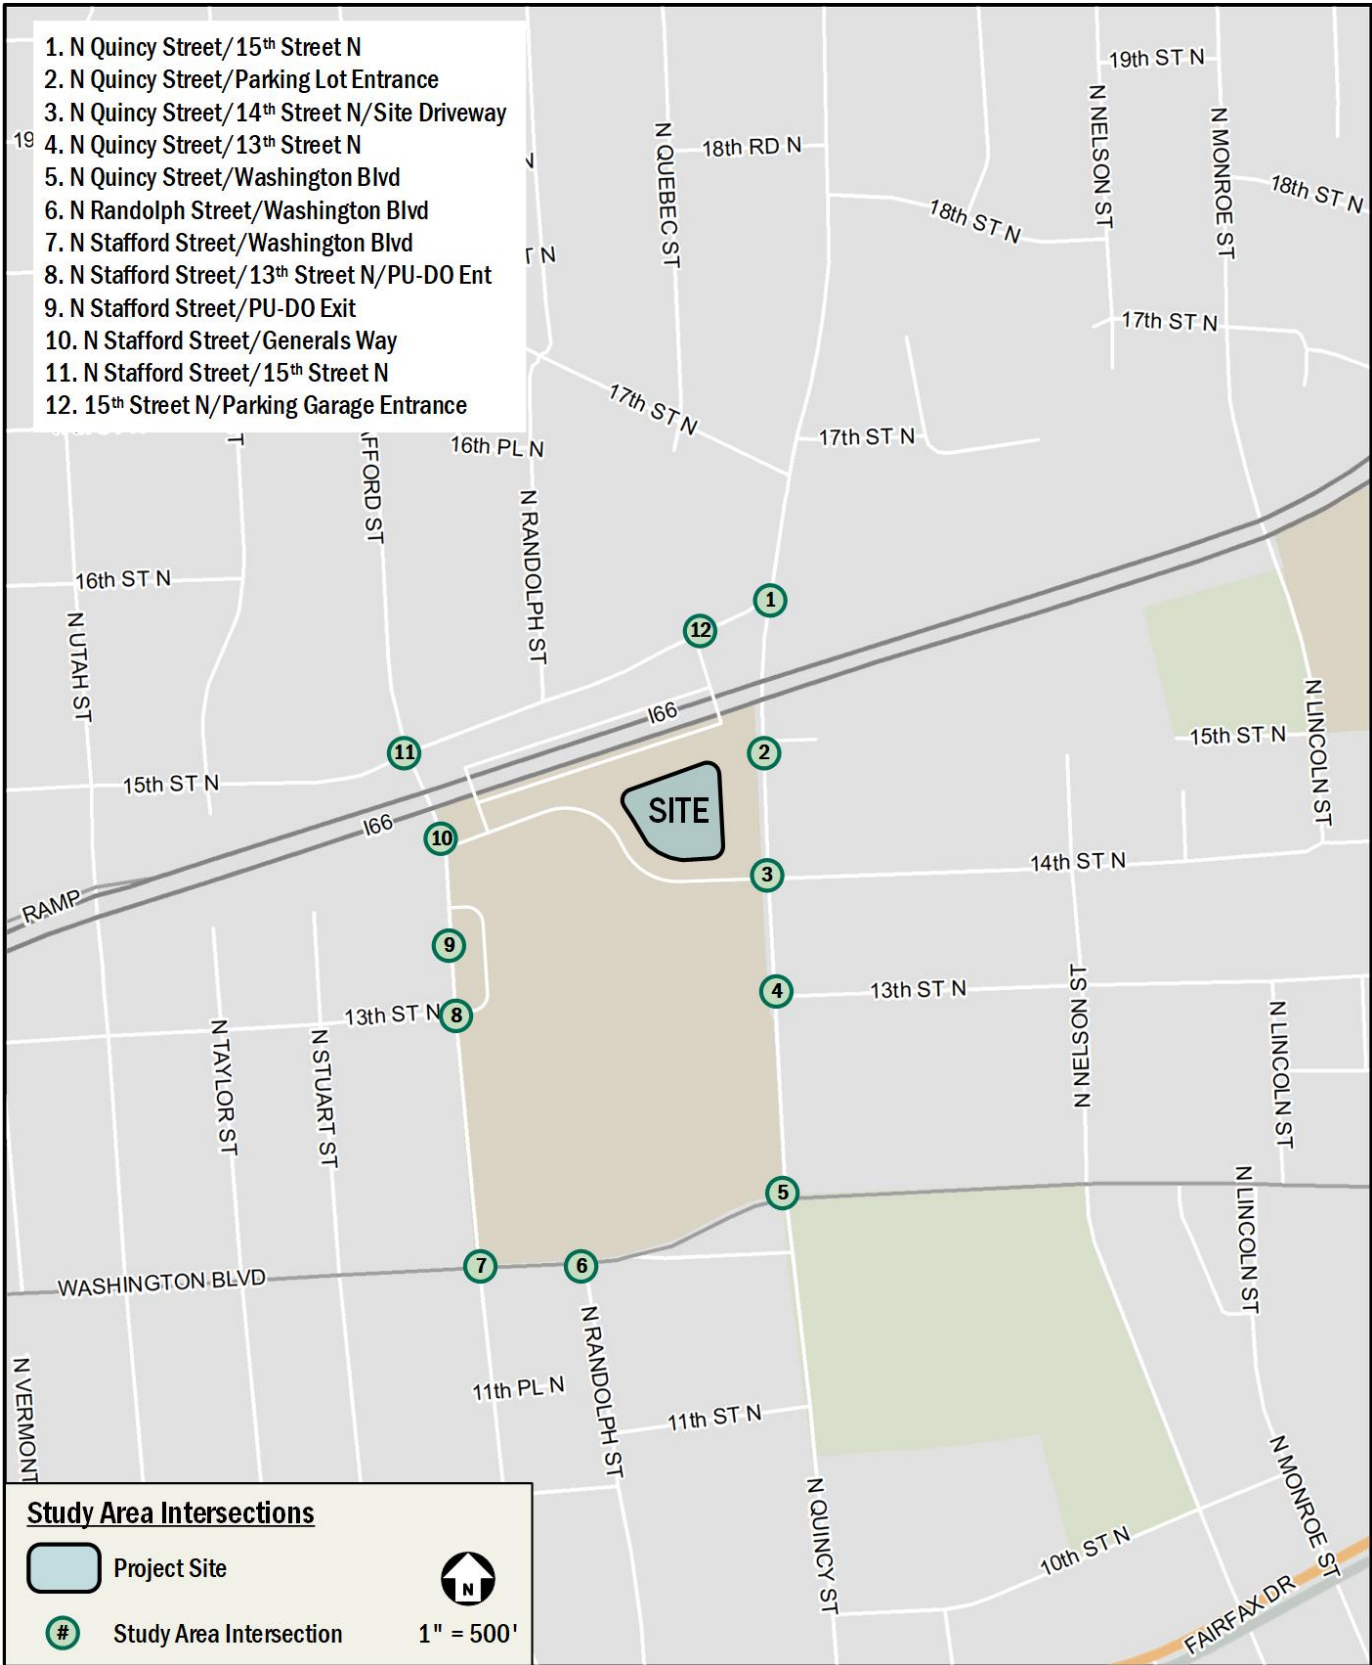 1. N Quincy Street/15th Street N
2. N Quincy Street/Parking Lot Entrance
3. N Quincy Street/14th Street N/Site Driveway
4. N Quincy Street/13th Street N
5. N Quincy Street/Washington Blvd
6. N Randolph Street/Washington Blvd
7. N Stafford Street/Washington Blvd
8. N Stafford Street/13th Street N/PU-DO Ent
9. N Stafford Street/PU-DO Exit
10. N Stafford Street/Generals Way
11. N Stafford Street/15th Street N
12. 15th Street N/Parking Garage Entrance
19th ST N
N NELSON ST
N MONROE ST
N QUEBEC ST
18th RD N
18th ST N
18th ST N
19
N
T N
17th ST N
17th ST N
17th ST N
T
AFFORD ST
16th PL N
N RANDOLPH ST
16th ST N
N UTAH ST
1
12
I66
11
2
15th ST N
15th ST N
N LINCOLN ST
SITE
I66
10
3
14th ST N
RAMP
9
4
13th ST N
N NELSON ST
13th ST N
8
N TAYLOR ST
N STUART ST
N LINCOLN ST
5
N LINCOLN ST
WASHINGTON BLVD
7
6
N RANDOLPH ST
N VERMONT
11th PL N
11th ST N
N QUINCY ST
N MONROE ST
10th ST N
FAIRFAX DR
Study Area Intersections
Project Site
N
# Study Area Intersection
1" = 500'